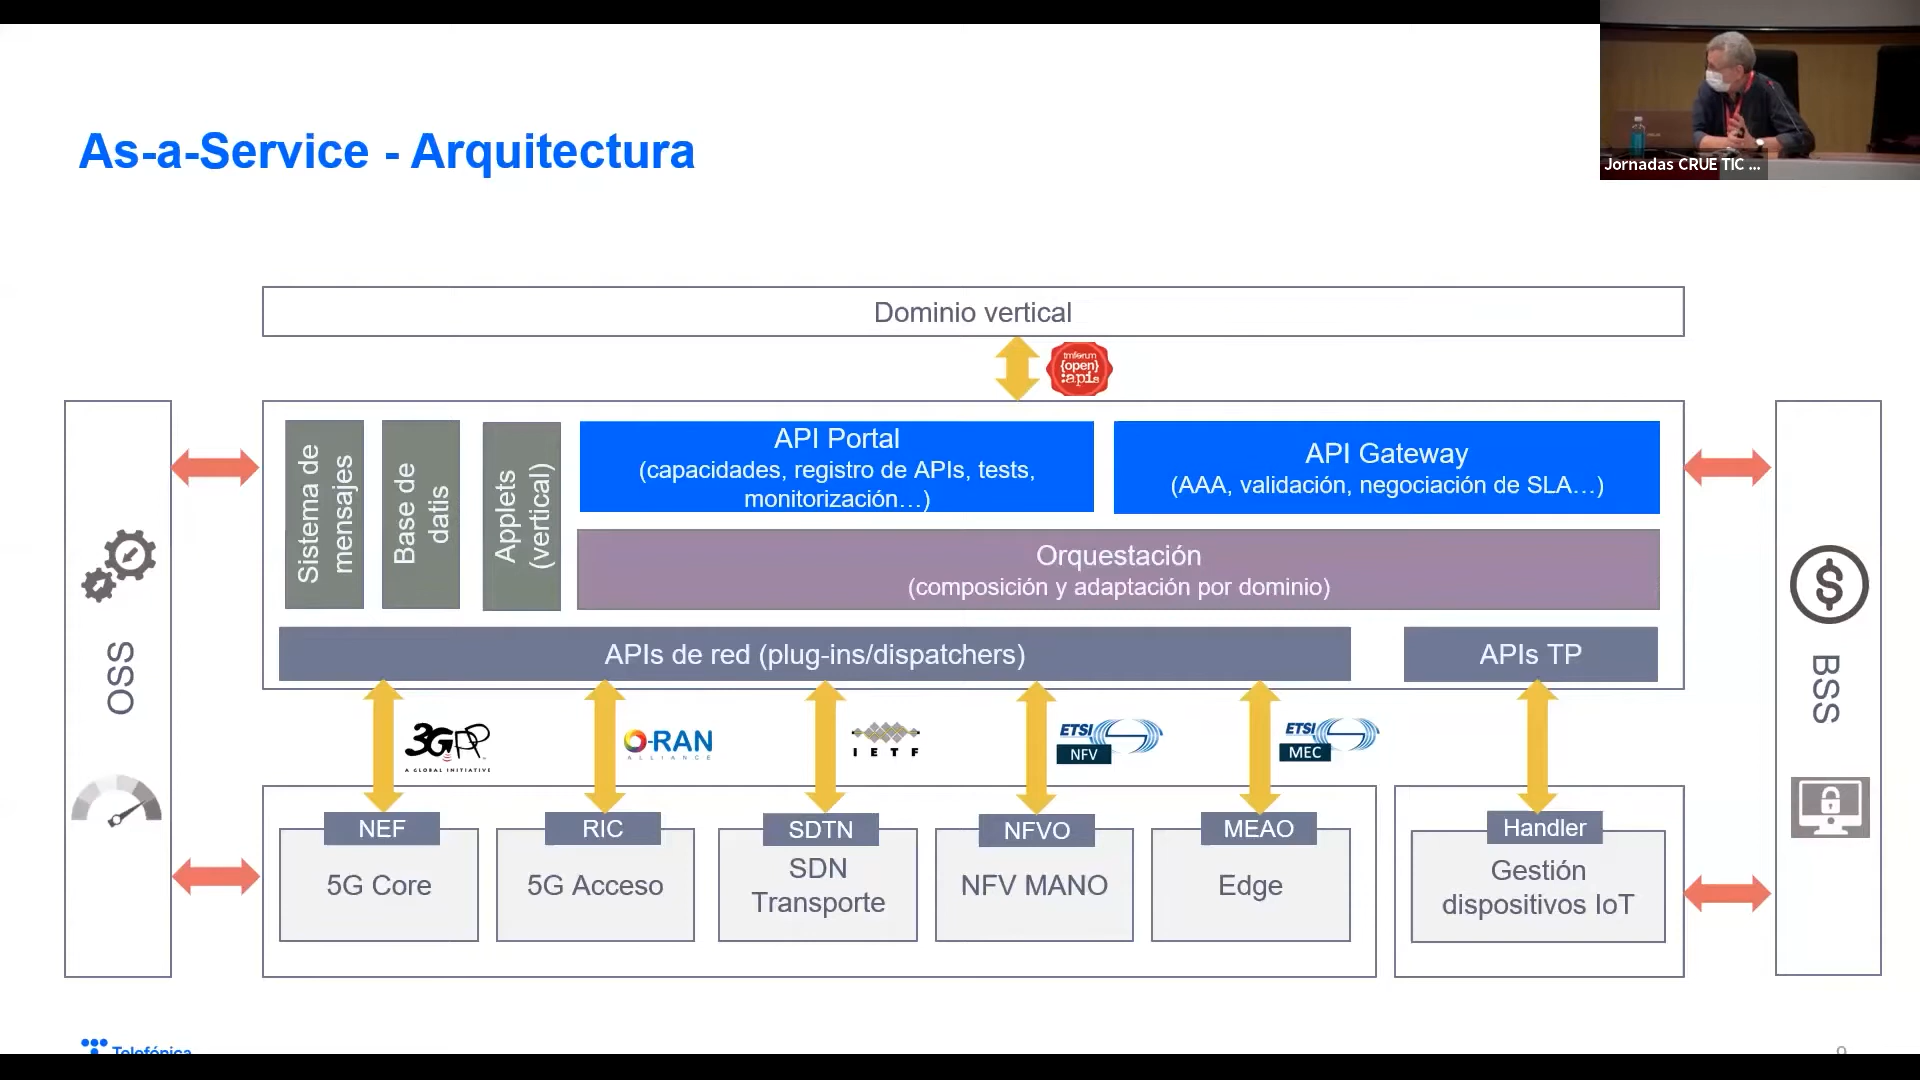 Jornadas CRUE TIC ...
As-a-Service - Arquitectura
Dominio vertical
tmforum
{open}
:apis
OSS
Sistema de
mensajes
Base de
datis
Applets
(vertical)
API Portal
(capacidades, registro de APIs, tests,
monitorización…)
API Gateway
(AAA, validación, negociación de SLA…)
Orquestación
(composición y adaptación por dominio)
APIs de red (plug-ins/dispatchers)
APIs TP
BSS
3GPP
A GLOBAL INITIATIVE
O-RAN
ALLIANCE
IETF
ETSI
NFV
ETSI
MEC
NEF
5G Core
RIC
5G Acceso
SDTN
SDN
Transporte
NFVO
NFV MANO
MEAO
Edge
Handler
Gestión
dispositivos IoT
Telefónica